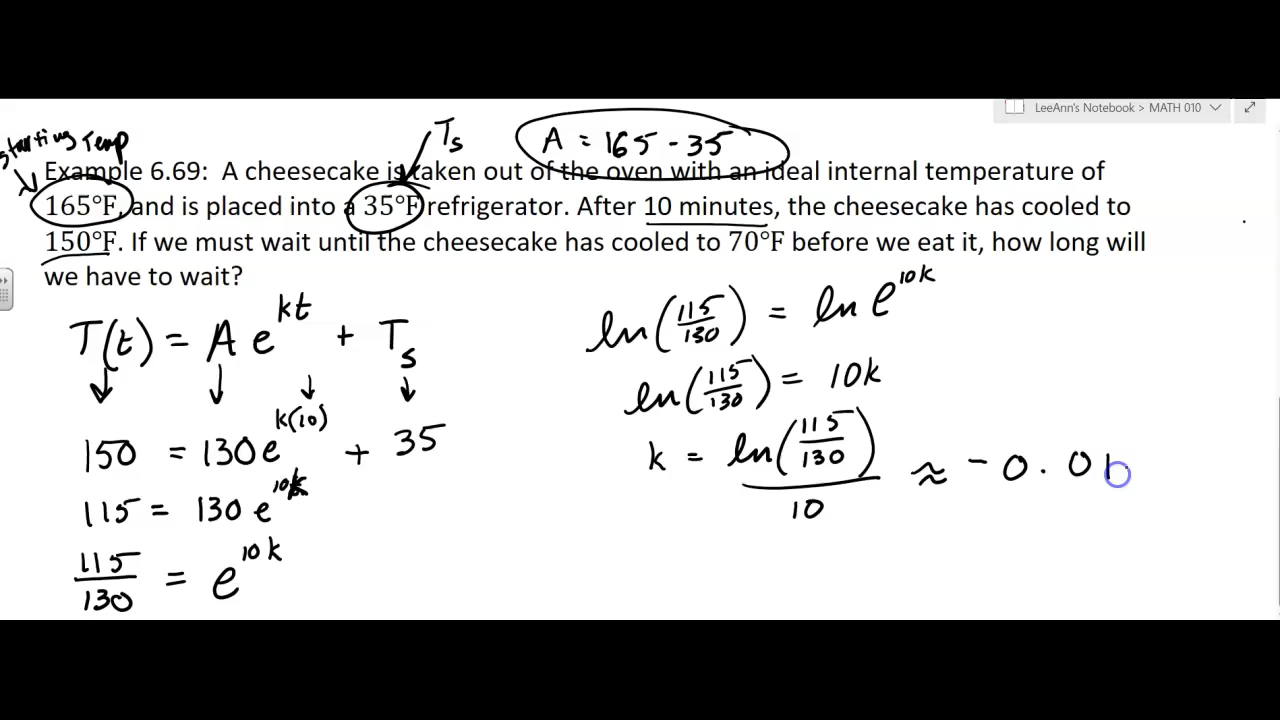 LeeAnn's Notebook > MATH 010
Starting Temp
Ts
A = 165 - 35
Example 6.69: A cheesecake is taken out of the oven with an ideal internal temperature of
165°F, and is placed into a 35°F refrigerator. After 10 minutes, the cheesecake has cooled to
150°F. If we must wait until the cheesecake has cooled to 70°F before we eat it, how long will
we have to wait?
T(t) = A e^{kt} + T_s
150 = 130e^{k(10)} + 35
115 = 130 e^{10k}
115/130 = e^{10k}
ln(115/130) = ln e^{10k}
ln(115/130) = 10k
k = ln(115/130)/10 ≈ -0.01